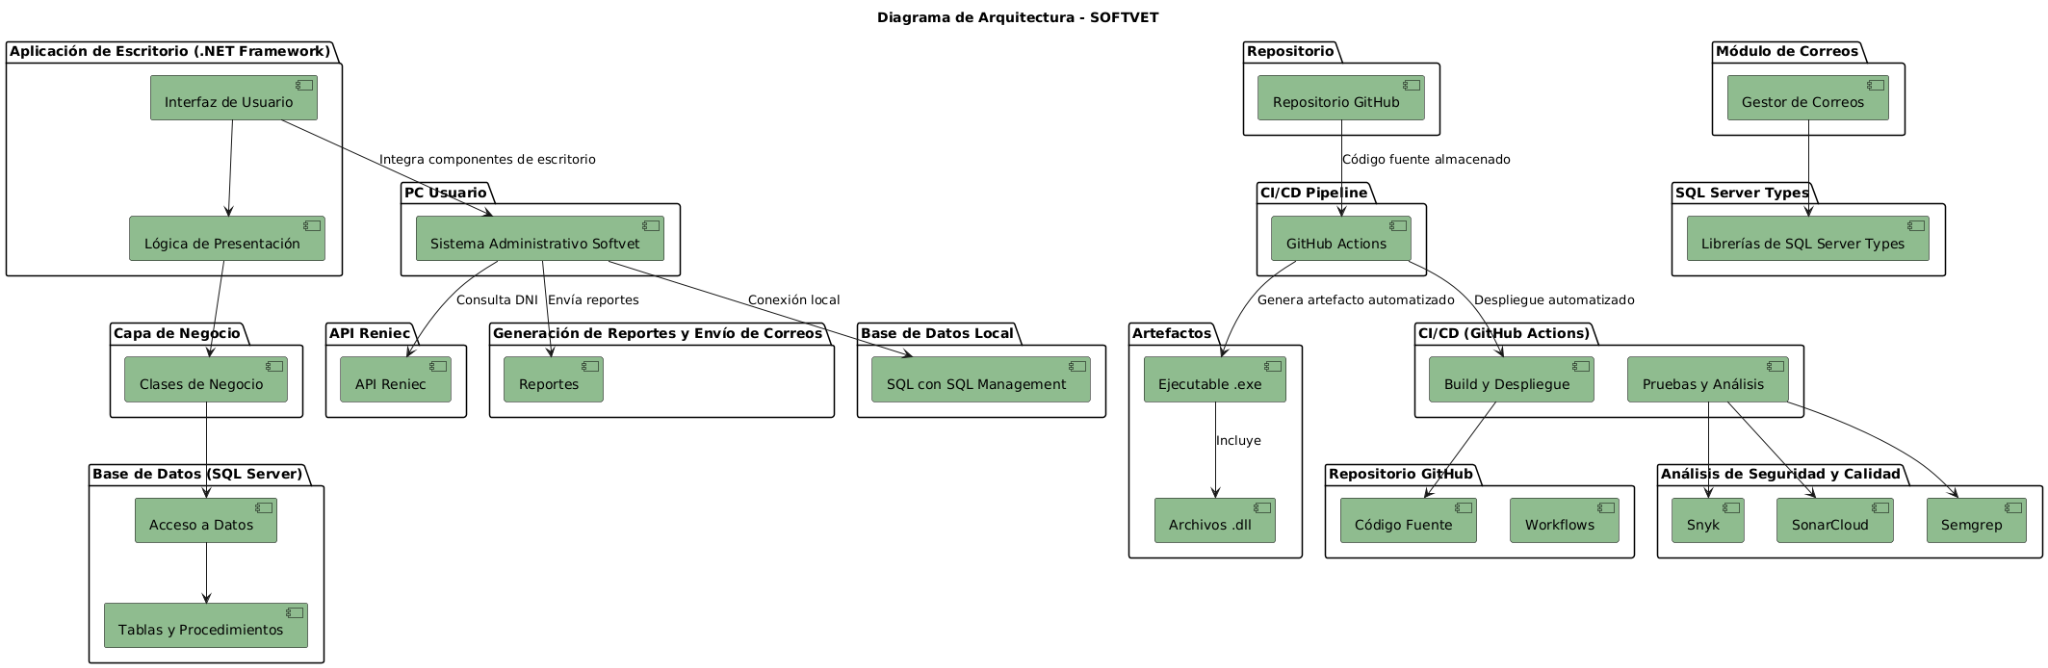 Diagrama de Arquitectura - SOFTVET
Aplicación de Escritorio (.NET Framework)
Interfaz de Usuario
Integra componentes de escritorio
Lógica de Presentación
PC Usuario
Sistema Administrativo Softvet
Consulta DNI
Envía reportes
Conexión local
Capa de Negocio
Clases de Negocio
API Reniec
API Reniec
Generación de Reportes y Envío de Correos
Reportes
Base de Datos Local
SQL con SQL Management
Base de Datos (SQL Server)
Acceso a Datos
Tablas y Procedimientos
Repositorio
Repositorio GitHub
Código fuente almacenado
CI/CD Pipeline
GitHub Actions
Genera artefacto automatizado
Despliegue automatizado
Artefactos
Ejecutable .exe
Incluye
Archivos .dll
CI/CD (GitHub Actions)
Build y Despliegue
Pruebas y Análisis
Repositorio GitHub
Código Fuente
Workflows
Análisis de Seguridad y Calidad
Snyk
SonarCloud
Semgrep
Módulo de Correos
Gestor de Correos
SQL Server Types
Librerías de SQL Server Types